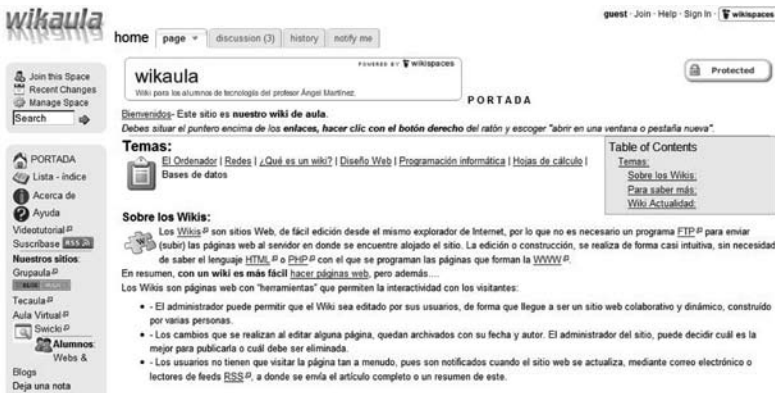 wikaula
guest · Join · Help · Sign In · wikispaces
home page discussion (3) history notify me
Join this Space
Recent Changes
Manage Space
Search
PORTADA
Lista - índice
Acerca de
Ayuda
Videotutorial
Suscríbase RSS
Nuestros sitios:
Grupaula
Tecaula
Aula Virtual
Swicki
Alumnos:
Webs &
Blogs
Deja una nota
POWERED BY wikispaces
wikaula
Wiki para los alumnos de tecnología del profesor Ángel Martínez.
Protected
PORTADA
Bienvenidos- Este sitio es nuestro wiki de aula.
Debes situar el puntero encima de los enlaces, hacer clic con el botón derecho del ratón y escoger "abrir en una ventana o pestaña nueva".
Temas:
El Ordenador | Redes | ¿Qué es un wiki? | Diseño Web | Programación informática | Hojas de cálculo |
Bases de datos
Table of Contents
Temas:
Sobre los Wikis:
Para saber más:
Wiki Actualidad:
Sobre los Wikis:
Los Wikis son sitios Web, de fácil edición desde el mismo explorador de Internet, por lo que no es necesario un programa FTP para enviar
(subir) las páginas web al servidor en donde se encuentre alojado el sitio. La edición o construcción, se realiza de forma casi intuitiva, sin necesidad
de saber el lenguaje HTML o PHP con el que se programan las páginas que forman la WWW.
En resumen, con un wiki es más fácil hacer páginas web, pero además....
Los Wikis son páginas web con "herramientas" que permiten la interactividad con los visitantes:
• - El administrador puede permitir que el Wiki sea editado por sus usuarios, de forma que llegue a ser un sitio web colaborativo y dinámico, construído
por varias personas.
• - Los cambios que se realizan al editar alguna página, quedan archivados con su fecha y autor. El administrador del sitio, puede decidir cuál es la
mejor para publicarla o cuál debe ser eliminada.
• - Los usuarios no tienen que visitar la página tan a menudo, pues son notificados cuando el sitio web se actualiza, mediante correo electrónico o
lectores de feeds RSS, a donde se envía el artículo completo o un resumen de este.